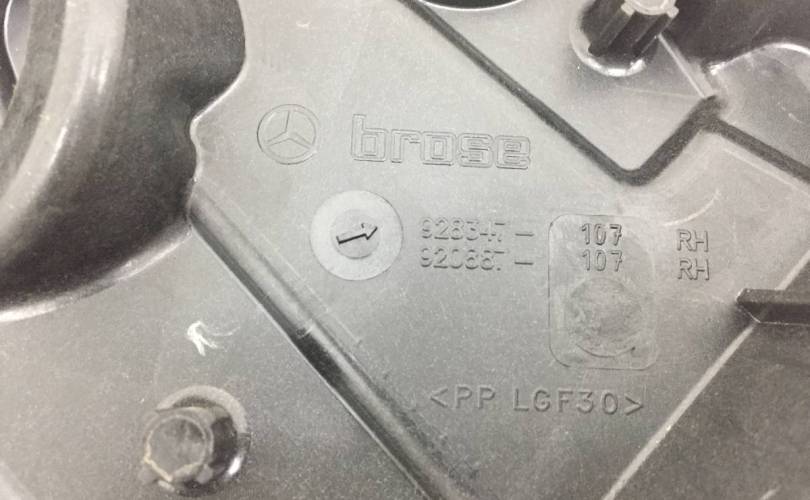 brose
928347- 107 RH
920887- 107 RH
<PP LGF30>